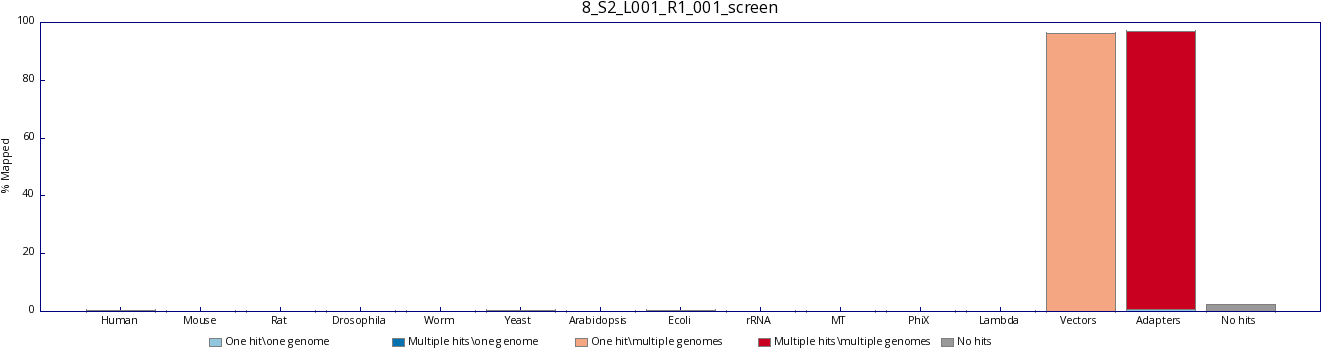 8_S2_L001_R1_001_screen
100
80
60
40
20
0
% Mapped
Human Mouse Rat Drosophila Worm Yeast Arabidopsis Ecoli rRNA MT PhiX Lambda Vectors Adapters No hits
One hit\one genome Multiple hits\one genome One hit\multiple genomes Multiple hits\multiple genomes No hits